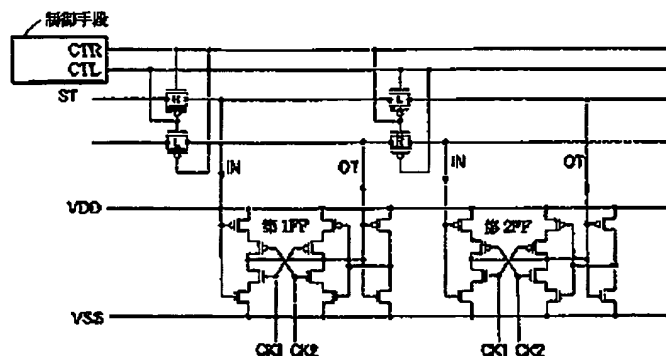 制御手段
CTR
CTL
ST
R
L
L
R
IN
OT
IN
OT
VDD
第1FF
第2FF
VSS
CK1 CK2
CK1 CK2